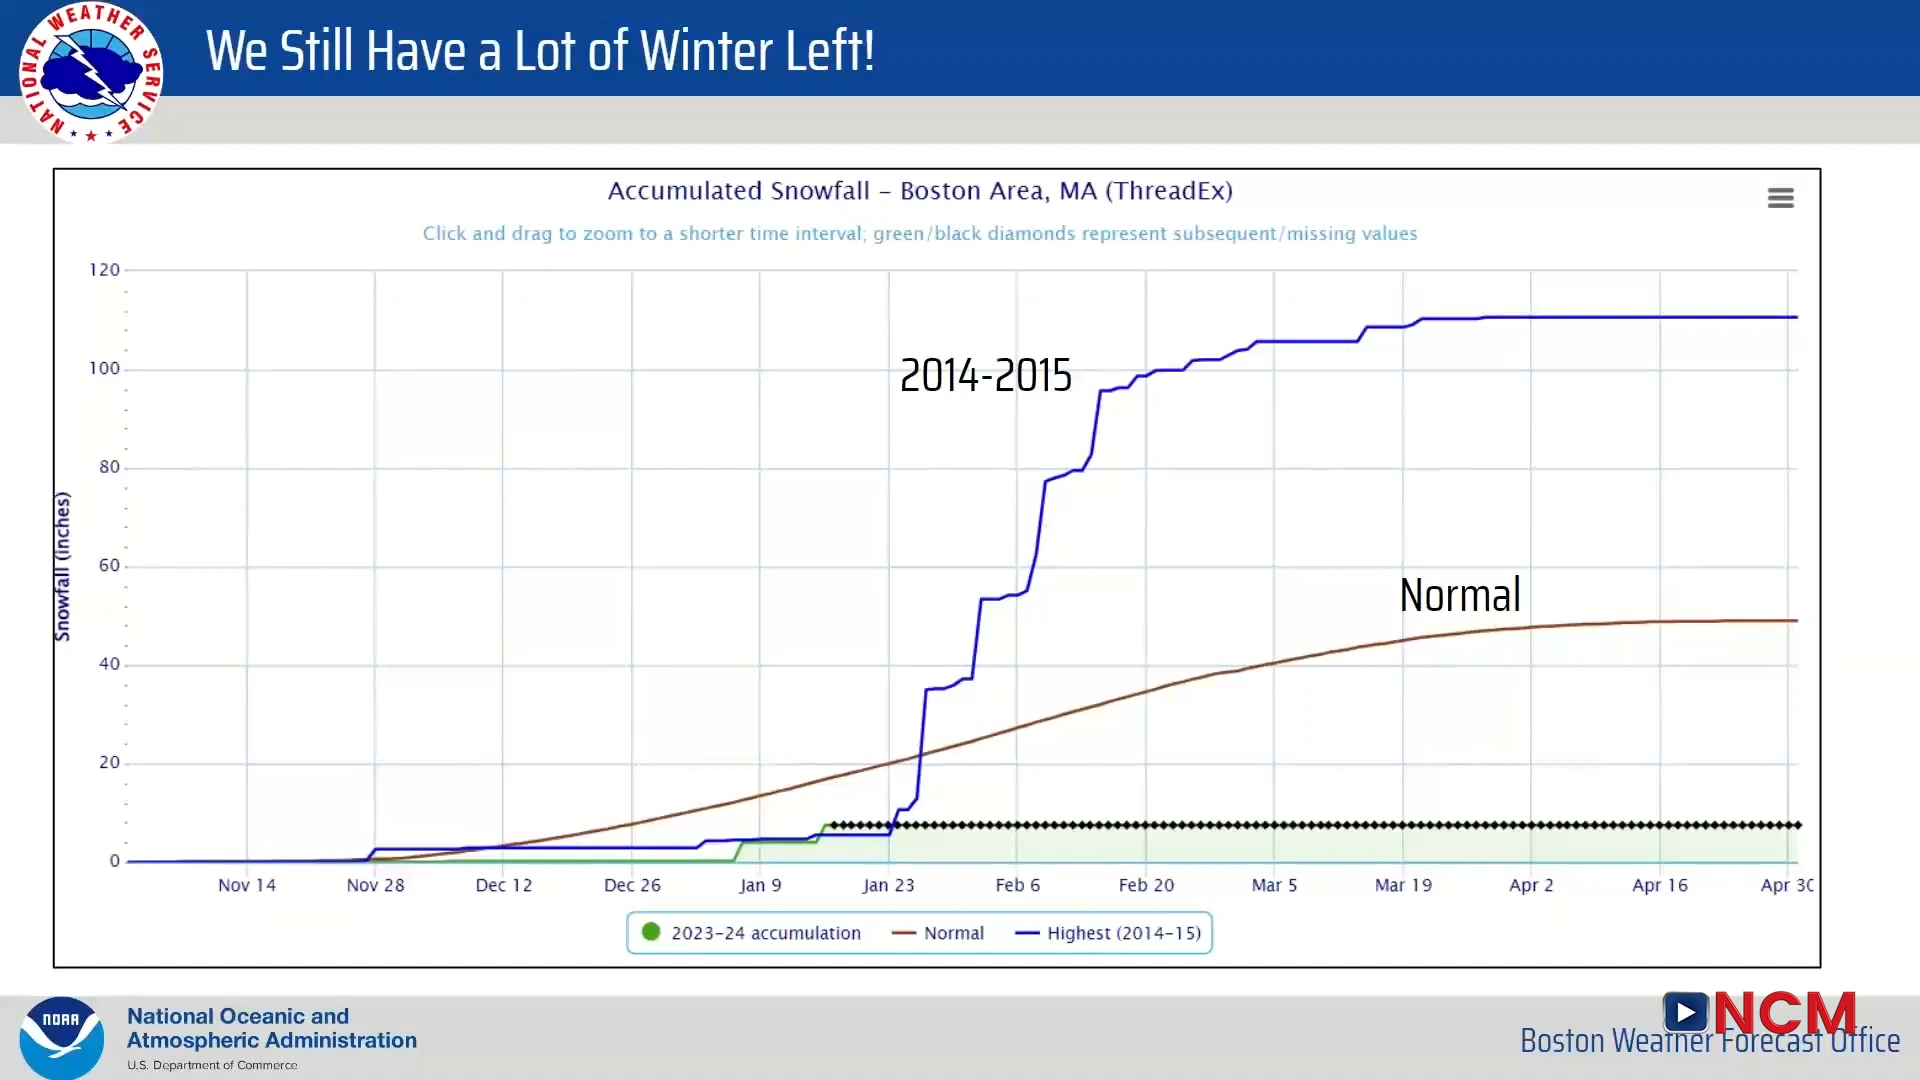 NATIONAL WEATHER SERVICE
We Still Have a Lot of Winter Left!
Accumulated Snowfall – Boston Area, MA (ThreadEx)
Click and drag to zoom to a shorter time interval; green/black diamonds represent subsequent/missing values
Snowfall (inches)
120
100
80
60
40
20
0
2014-2015
Normal
Nov 14 Nov 28 Dec 12 Dec 26 Jan 9 Jan 23 Feb 6 Feb 20 Mar 5 Mar 19 Apr 2 Apr 16 Apr 30
2023-24 accumulation Normal Highest (2014-15)
NOAA
National Oceanic and
Atmospheric Administration
U.S. Department of Commerce
NCM
Boston Weather Forecast Office